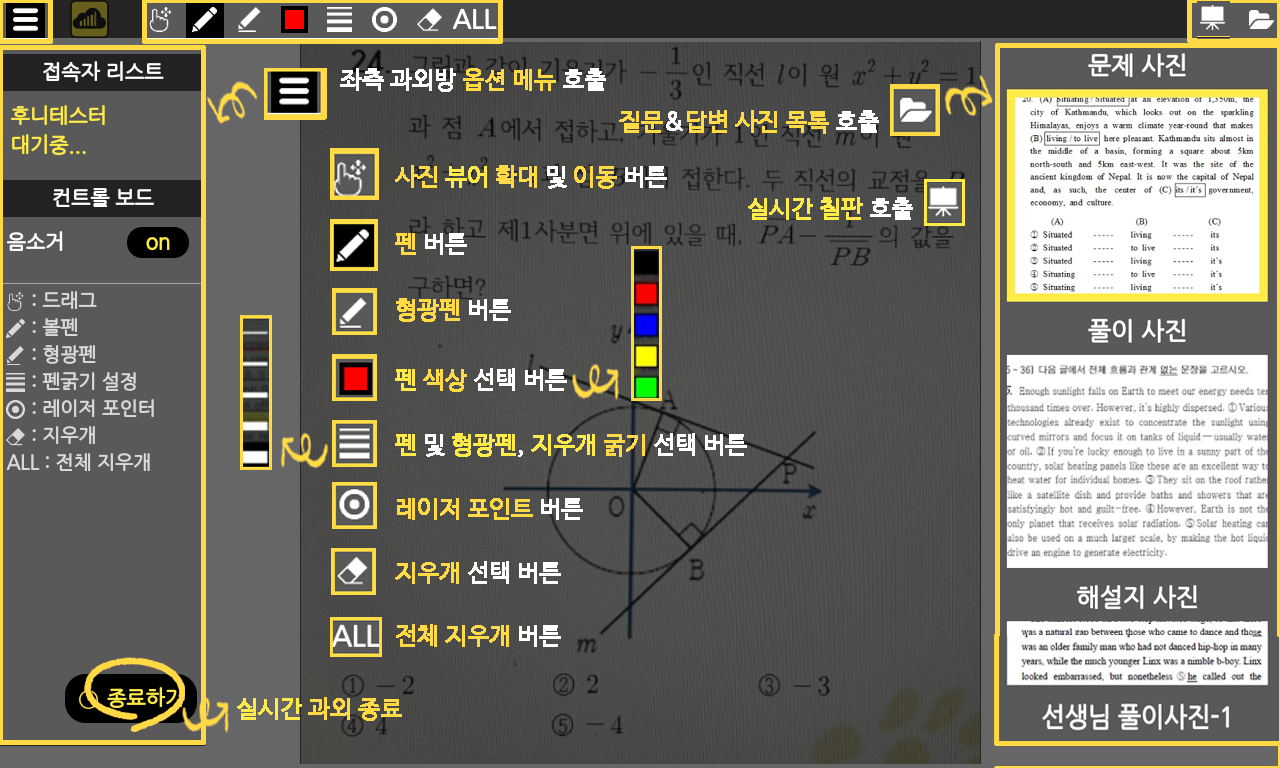 ALL
접속자 리스트
후니테스터
대기중...
컨트롤 보드
음소거 on
: 드래그
: 볼펜
: 형광펜
: 펜굵기 설정
: 레이저 포인터
: 지우개
ALL : 전체 지우개
종료하기
실시간 과외 종료
좌측 과외방 옵션 메뉴 호출
질문&답변 사진 목록 호출
사진 뷰어 확대 및 이동 버튼
실시간 칠판 호출
펜 버튼
형광펜 버튼
펜 색상 선택 버튼
펜 및 형광펜, 지우개 굵기 선택 버튼
레이저 포인트 버튼
지우개 선택 버튼
ALL 전체 지우개 버튼
24
-1/3 인 직선 l이 원 x²+y²=1
과 점 A에서 접하고
접한다. 두 직선의 교점을
라 하고 제1사분면 위에 있을 때, PA - 1/PB 의 값을
구하면?
y
l
A
P
O
x
B
m
① -2 ② 2 ③ -3
④ 4 ⑤ -4
문제 사진
20. (A) Situating / Situated at an elevation of 1,350m, the
city of Kathmandu, which looks out on the sparkling
Himalayas, enjoys a warm climate year-round that makes
(B) living / to live here pleasant. Kathmandu sits almost in
the middle of a basin, forming a square about 5km
north-south and 5km east-west. It was the site of the
ancient kingdom of Nepal. It is now the capital of Nepal
and, as such, the center of (C) its / it's government,
economy, and culture.
(A) (B) (C)
① Situated ----- living ----- its
② Situated ----- to live ----- its
③ Situated ----- living ----- it's
④ Situating ----- to live ----- it's
⑤ Situating ----- living ----- it's
풀이 사진
~ 36] 다음 글에서 전체 흐름과 관계 없는 문장을 고르시오.
Enough sunlight falls on Earth to meet our energy needs ten
thousand times over. However, it's highly dispersed. ① Various
technologies already exist to concentrate the sunlight using
curved mirrors and focus it on tanks of liquid—usually water
or oil. ② If you're lucky enough to live in a sunny part of the
country, solar heating panels like these are an excellent way to
heat water for individual homes. ③ They sit on the roof rather
like a satellite dish and provide baths and showers that are
satisfyingly hot and guilt-free. ④ However, Earth is not the
only planet that receives solar radiation. ⑤ Solar heating can
also be used on a much larger scale, by making the hot liquid
drive an engine to generate electricity.
해설지 사진
was a natural gap between those who came to dance and those
was an older family man who had not danced hip-hop in many
years, while the much younger Linx was a nimble b-boy. Linx
looked embarrassed, but nonetheless ⑤ he called out the
선생님 풀이사진-1